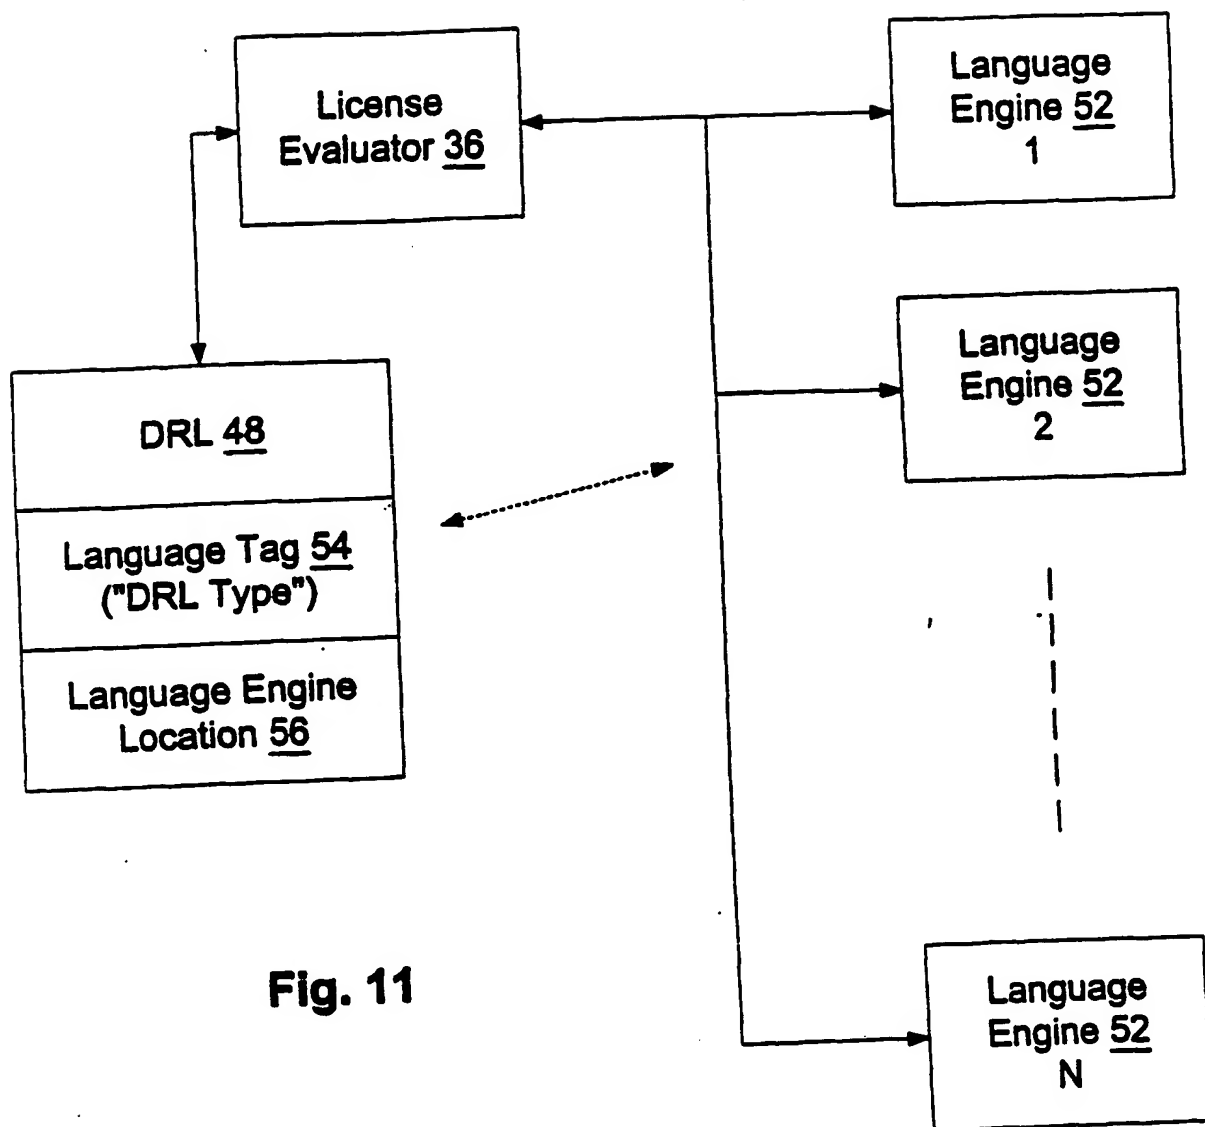 License
Evaluator 36
Language
Engine 52
1
Language
Engine 52
2
DRL 48
Language Tag 54
("DRL Type")
Language Engine
Location 56
Fig. 11
Language
Engine 52
N